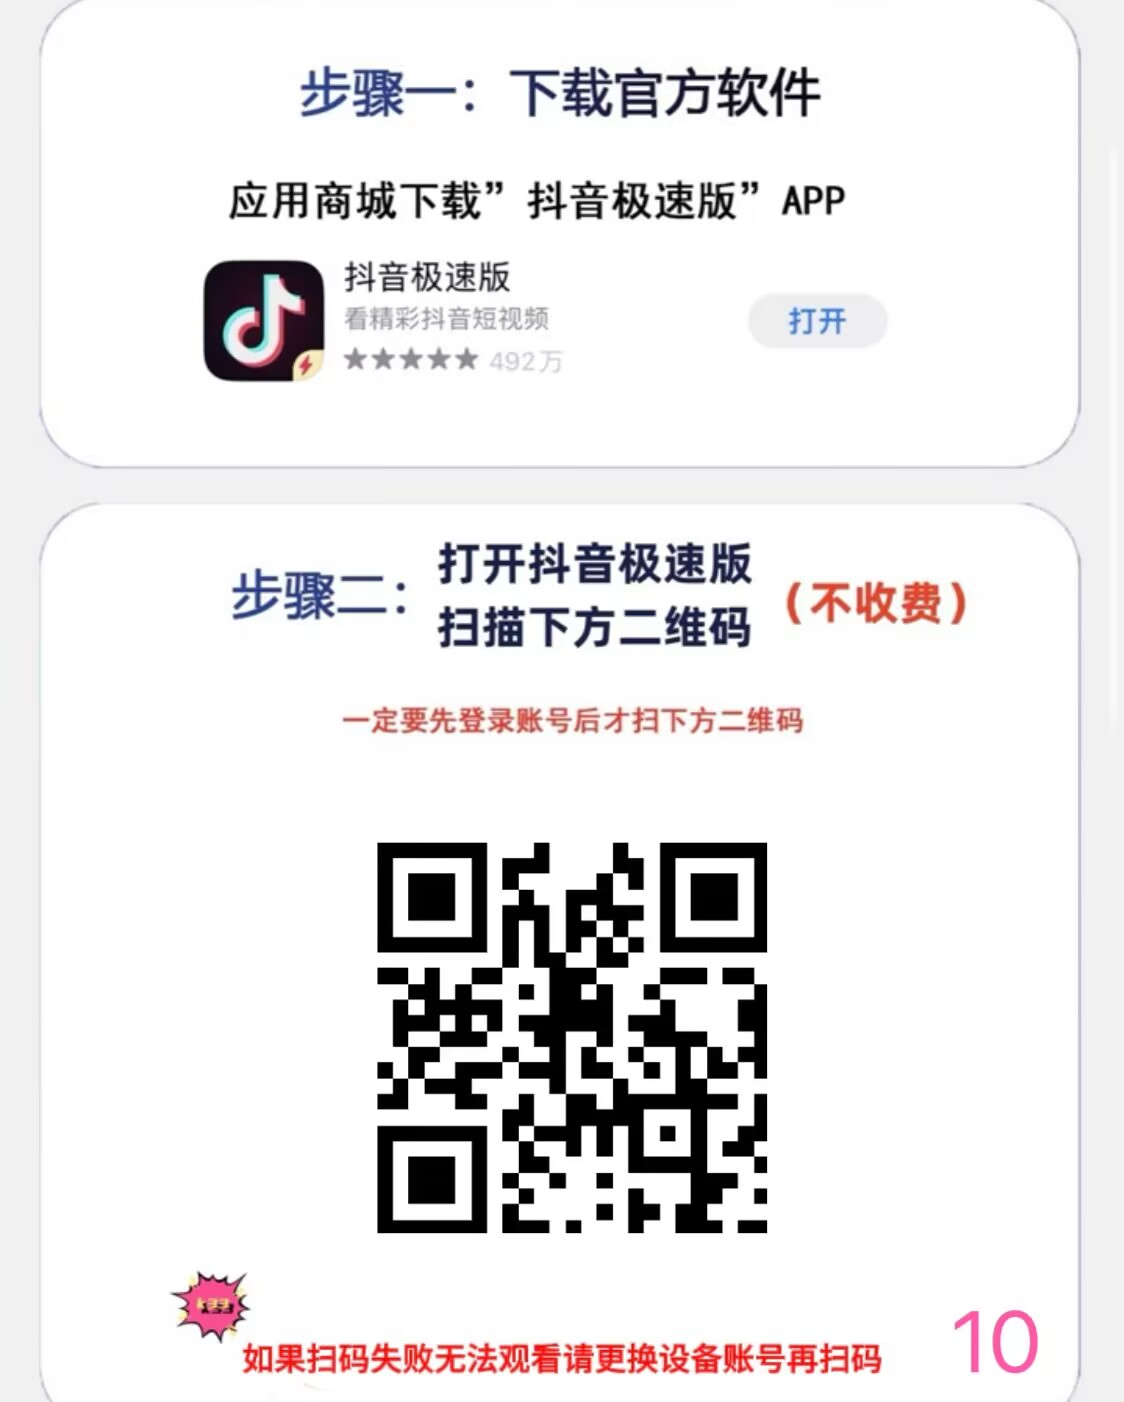 步骤一：下载官方软件
应用商城下载”抖音极速版”APP
抖音极速版
看精彩抖音短视频
492万
打开
步骤二：
打开抖音极速版
扫描下方二维码
（不收费）
一定要先登录账号后才扫下方二维码
如果扫码失败无法观看请更换设备账号再扫码
10